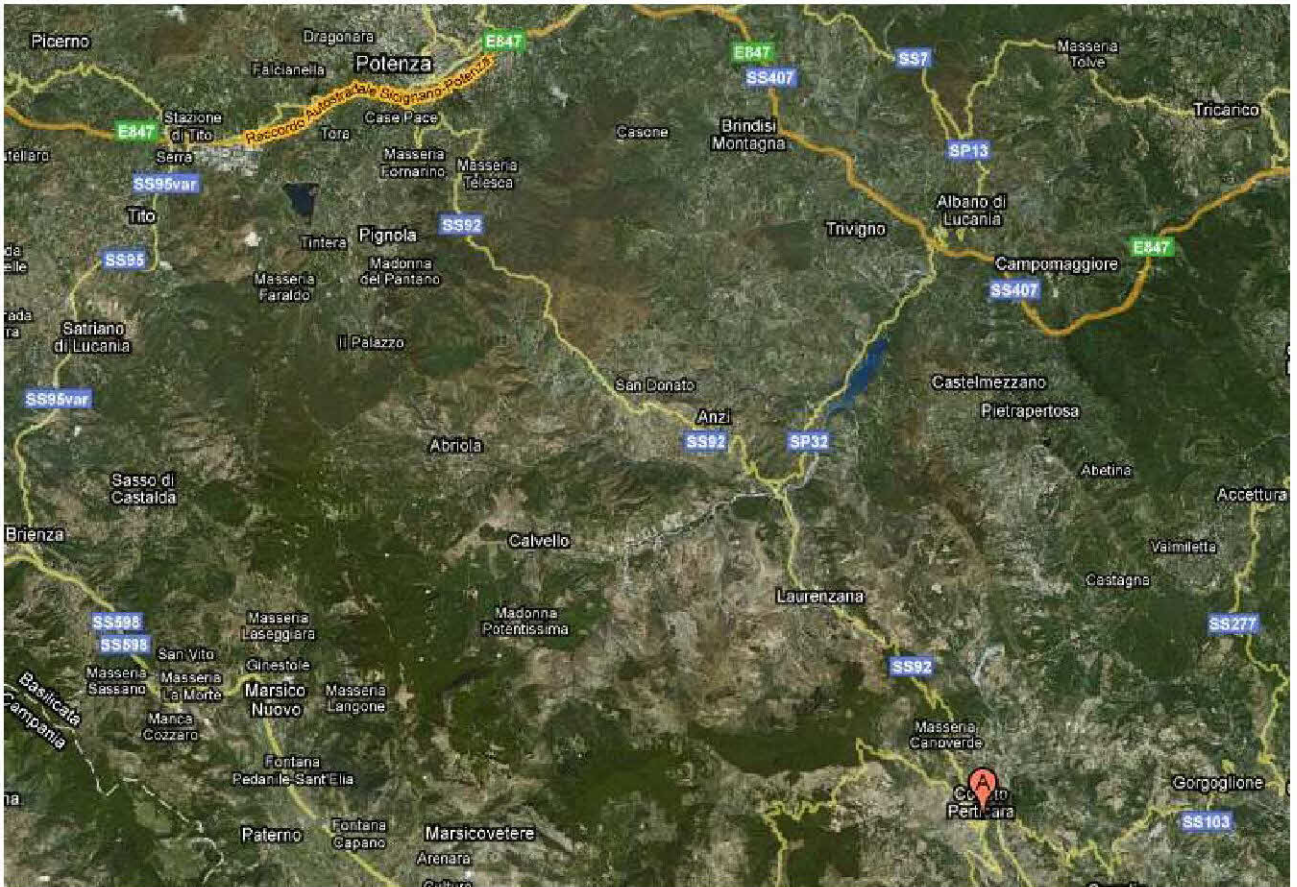 Picerno
Dragonara
E847
E847
SS407
SS7
Masseria
Tolve
Falcianella
Potenza
Raccordo Autostradale Sicignano-Potenza
Stazione
di Tito
E847
Tora
Case Pace
Casone
Brindisi
Montagna
SP13
Tricarico
Serra
Masseria
Fornarino
Masseria
Telesca
SS95var
Tito
SS92
Pignola
Tintera
Trivigno
Albano di
Lucania
E847
SS95
Masseria
Faraldo
Madonna
del Pantano
Campomaggiore
SS407
Satriano
di Lucania
Il Palazzo
SS95var
San Donato
Castelmezzano
Pietrapertosa
Anzi
SS92
SP32
Abriola
Abetina
Sasso di
Castalda
Accettura
Brienza
Calvello
Valmiletta
Castagna
Laurenzana
SS598
SS598
Masseria
Laseggiara
Madonna
Potentissima
SS277
San Vito
Ginestole
SS92
Masseria
Sassano
Masseria
La Morte
Marsico
Nuovo
Masseria
Langone
Basilicata
Campania
Manca
Cozzaro
Masseria
Canoverde
Fontana
Pedanile-Sant'Elia
A
Perticara
Gorgoglione
SS103
Paterno
Fontana
Capano
Marsicovetere
Arenara